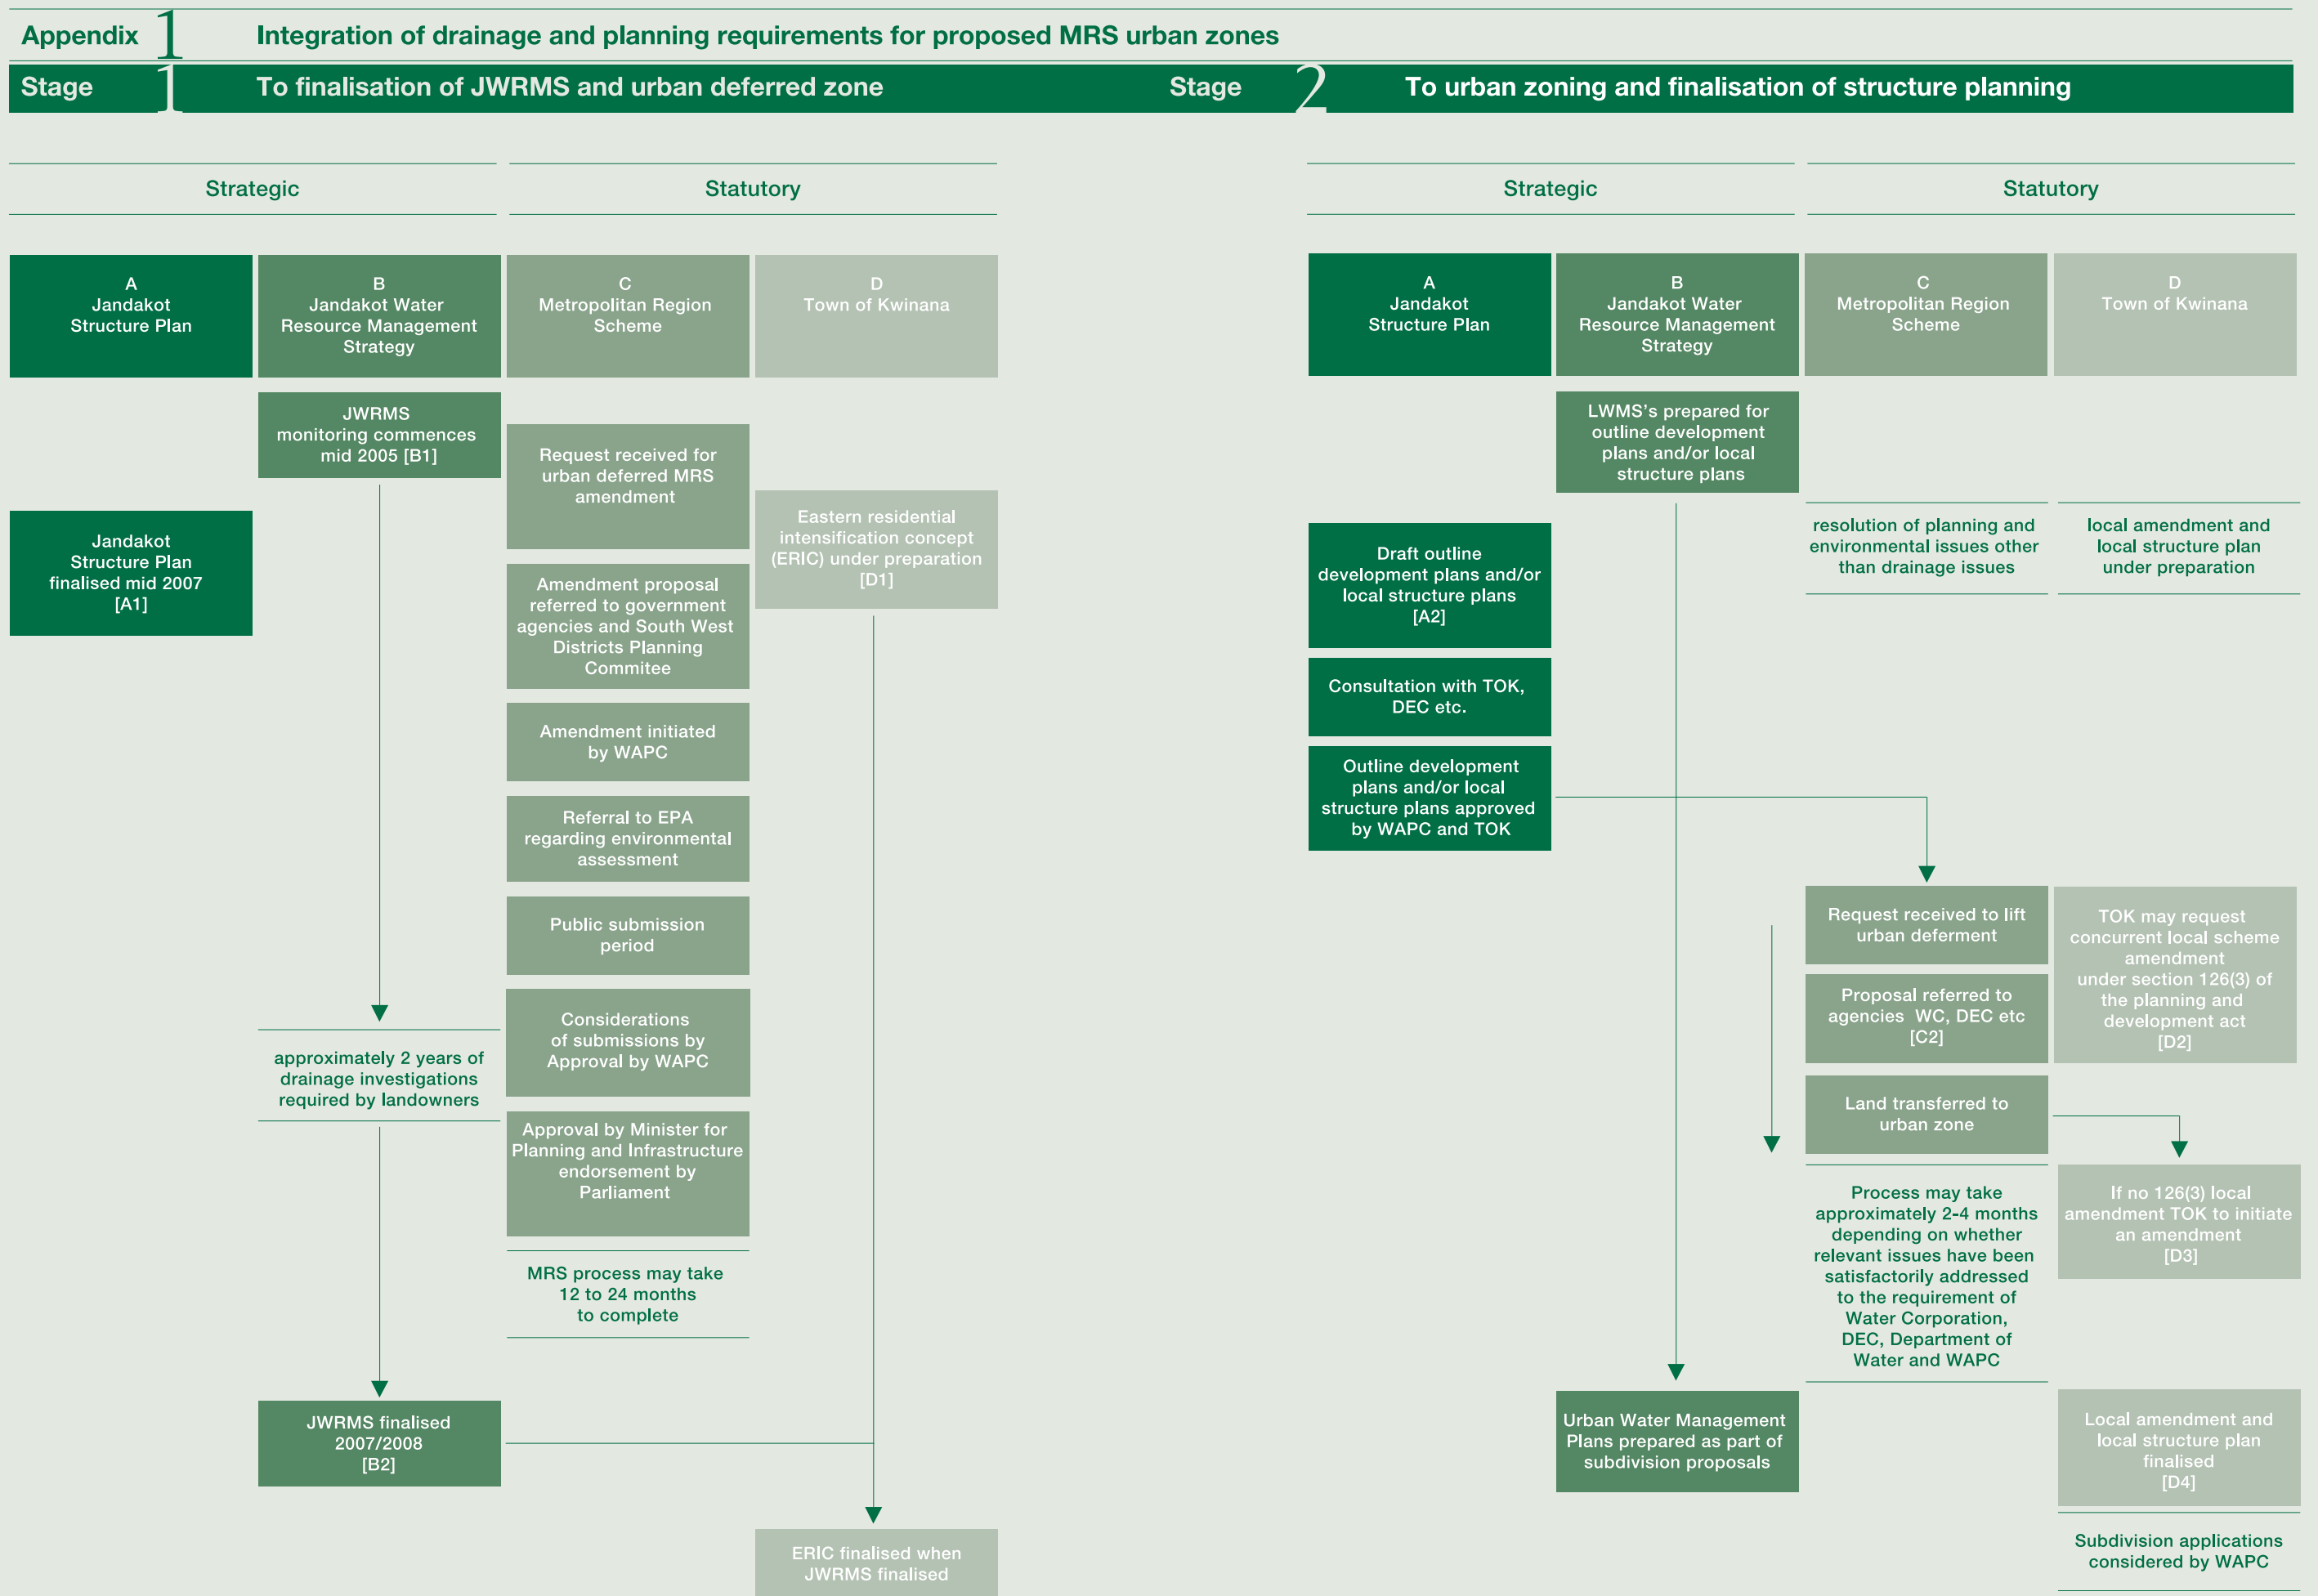 Appendix 1 Integration of drainage and planning requirements for proposed MRS urban zones
Stage 1 To finalisation of JWRMS and urban deferred zone
Strategic
Statutory
A
Jandakot
Structure Plan
Jandakot
Structure Plan
finalised mid 2007
[A1]
B
Jandakot Water
Resource Management
Strategy
JWRMS
monitoring commences
mid 2005 [B1]
approximately 2 years of
drainage investigations
required by landowners
JWRMS finalised
2007/2008
[B2]
C
Metropolitan Region
Scheme
Request received for
urban deferred MRS
amendment
Amendment proposal
referred to government
agencies and South West
Districts Planning
Commitee
Amendment initiated
by WAPC
Referral to EPA
regarding environmental
assessment
Public submission
period
Considerations
of submissions by
Approval by WAPC
Approval by Minister for
Planning and Infrastructure
endorsement by
Parliament
MRS process may take
12 to 24 months
to complete
D
Town of Kwinana
Eastern residential
intensification concept
(ERIC) under preparation
[D1]
ERIC finalised when
JWRMS finalised
Stage 2 To urban zoning and finalisation of structure planning
Strategic
Statutory
A
Jandakot
Structure Plan
Draft outline
development plans and/or
local structure plans
[A2]
Consultation with TOK,
DEC etc.
Outline development
plans and/or local
structure plans approved
by WAPC and TOK
B
Jandakot Water
Resource Management
Strategy
LWMS's prepared for
outline development
plans and/or local
structure plans
Urban Water Management
Plans prepared as part of
subdivision proposals
C
Metropolitan Region
Scheme
resolution of planning and
environmental issues other
than drainage issues
Request received to lift
urban deferment
Proposal referred to
agencies WC, DEC etc
[C2]
Land transferred to
urban zone
Process may take
approximately 2-4 months
depending on whether
relevant issues have been
satisfactorily addressed
to the requirement of
Water Corporation,
DEC, Department of
Water and WAPC
D
Town of Kwinana
local amendment and
local structure plan
under preparation
TOK may request
concurrent local scheme
amendment
under section 126(3) of
the planning and
development act
[D2]
If no 126(3) local
amendment TOK to initiate
an amendment
[D3]
Local amendment and
local structure plan
finalised
[D4]
Subdivision applications
considered by WAPC